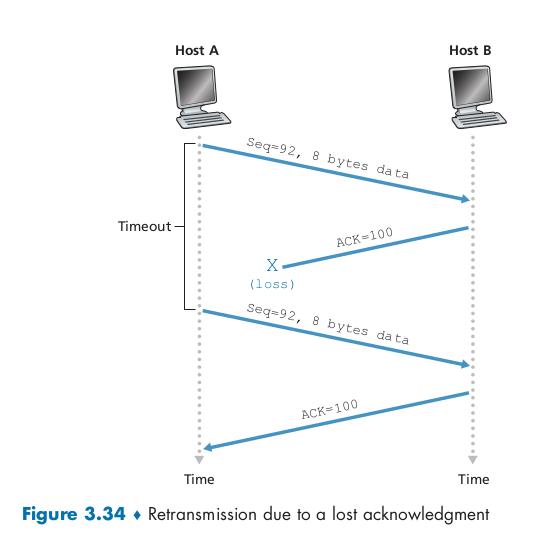 Host A
Host B
Seq=92, 8 bytes data
Timeout
ACK=100
X
(loss)
Seq=92, 8 bytes data
ACK=100
Time
Time
Figure 3.34 ♦ Retransmission due to a lost acknowledgment